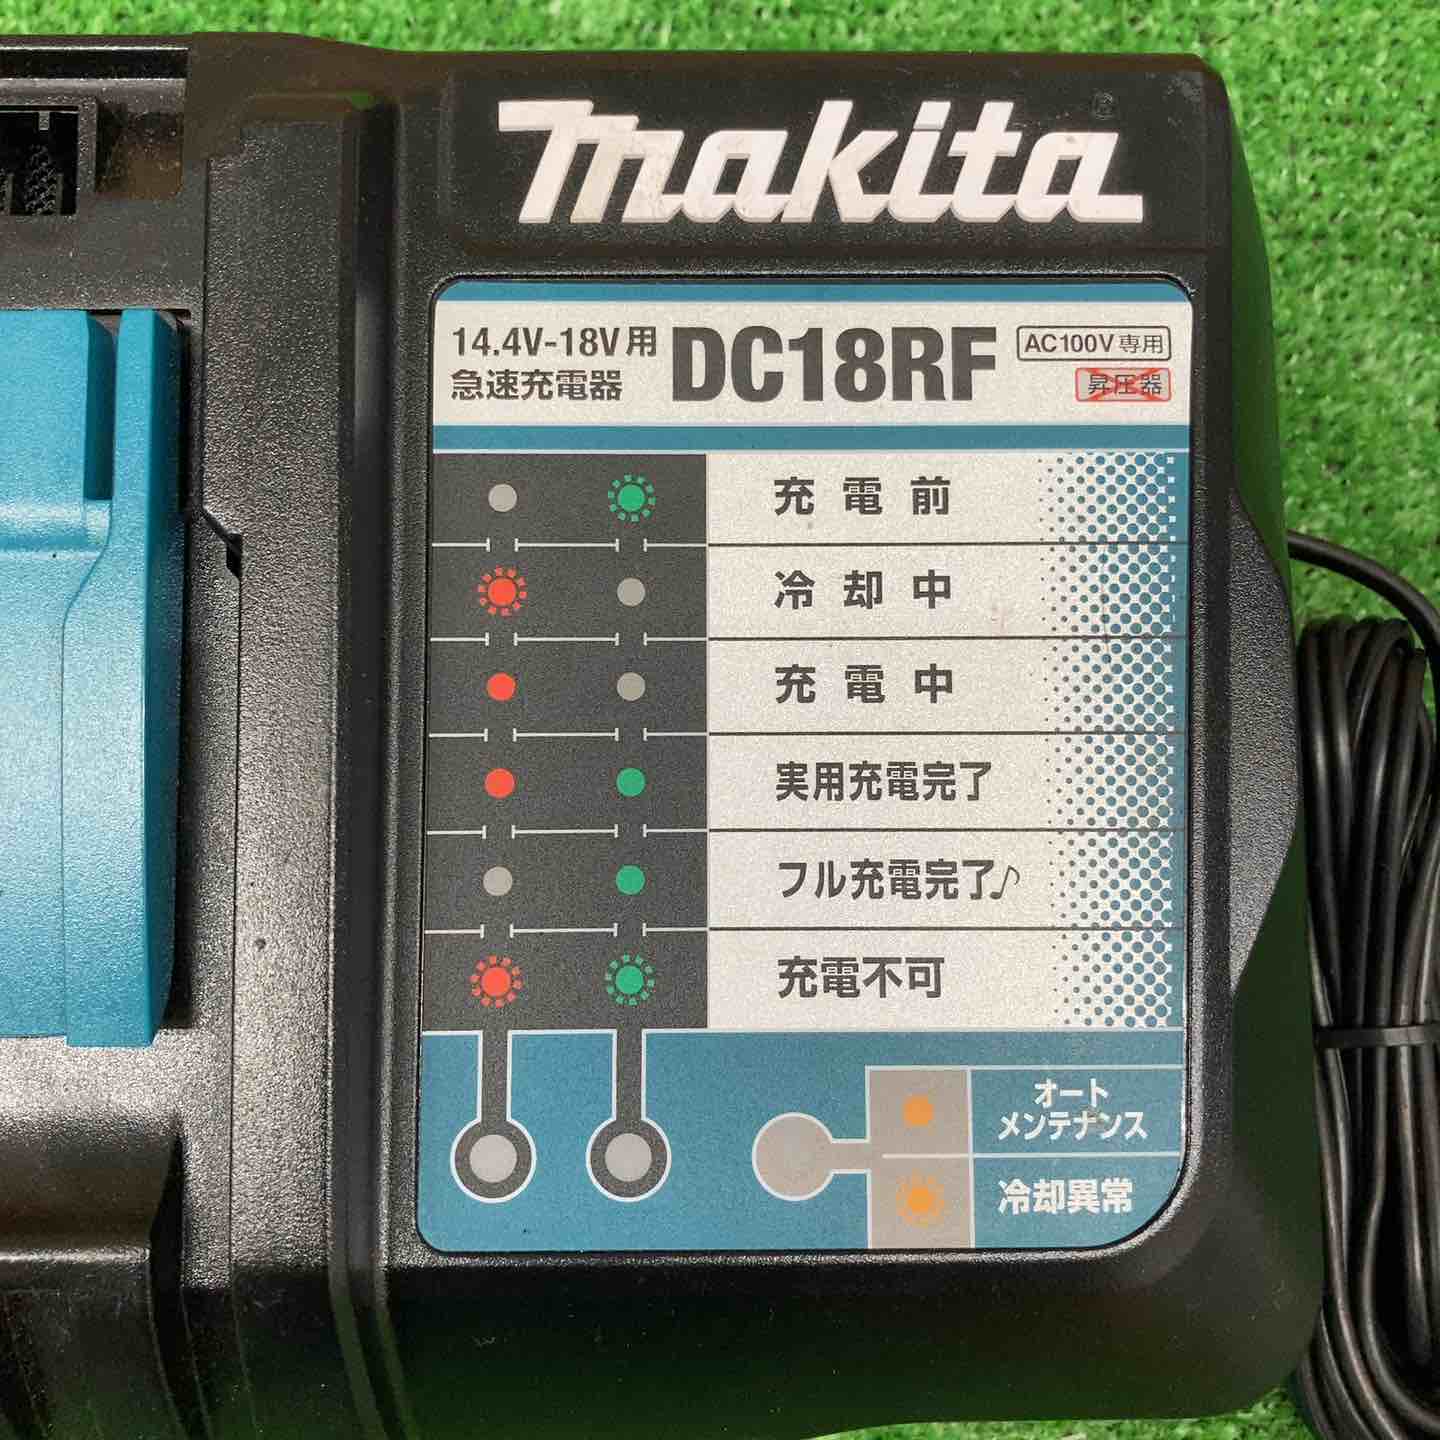 makita®
14.4V-18V用
急速充電器
DC18RF
AC100V専用
昇圧器
充電前
冷却中
充電中
実用充電完了
フル充電完了♪
充電不可
オート
メンテナンス
冷却異常